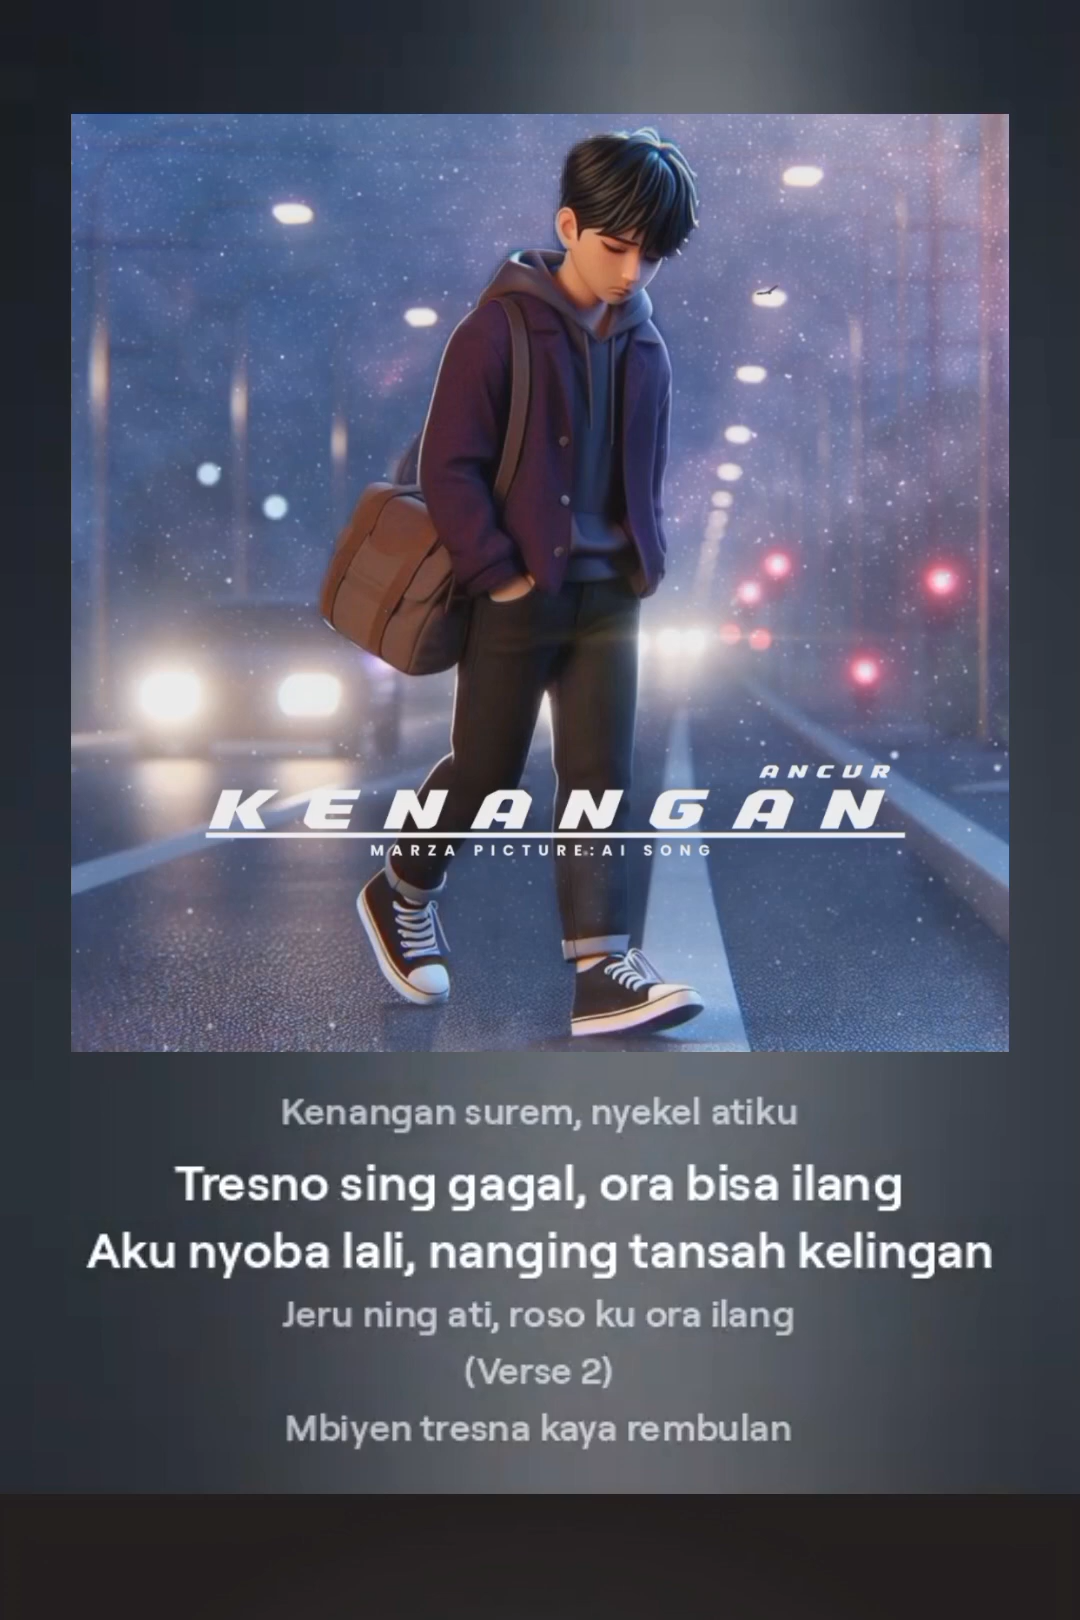 ANCUR
KENANGAN
MARZA PICTURE:AI SONG
Kenangan surem, nyekel atiku
Tresno sing gagal, ora bisa ilang
Aku nyoba lali, nanging tansah kelingan
Jeru ning ati, roso ku ora ilang
(Verse 2)
Mbiyen tresna kaya rembulan